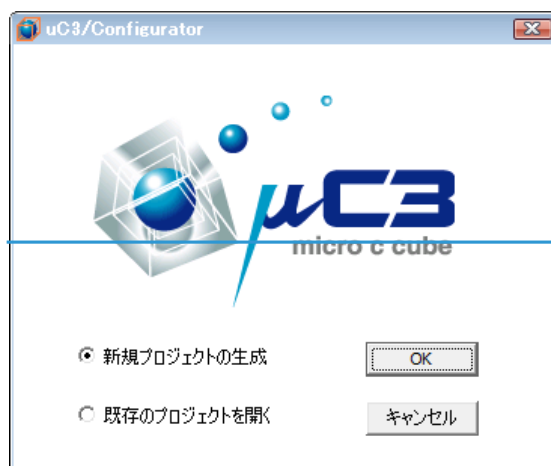 uC3/Configurator
μC3
micro c cube
新規プロジェクトの生成
OK
既存のプロジェクトを開く
キャンセル